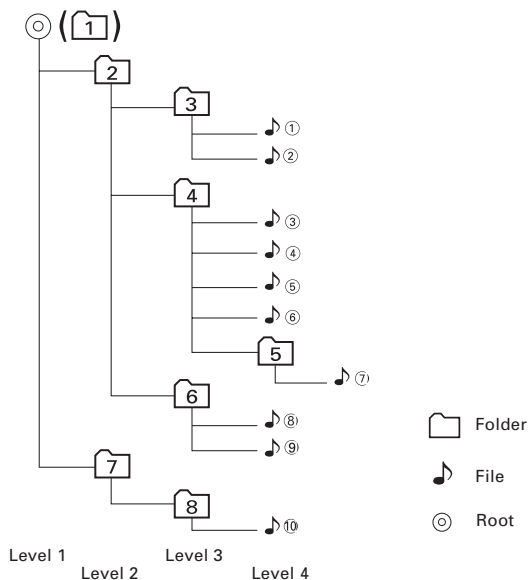 (1)
2
3
①
②
4
③
④
⑤
⑥
5
⑦
6
⑧
⑨
7
8
⑩
Folder
File
Root
Level 1
Level 2
Level 3
Level 4